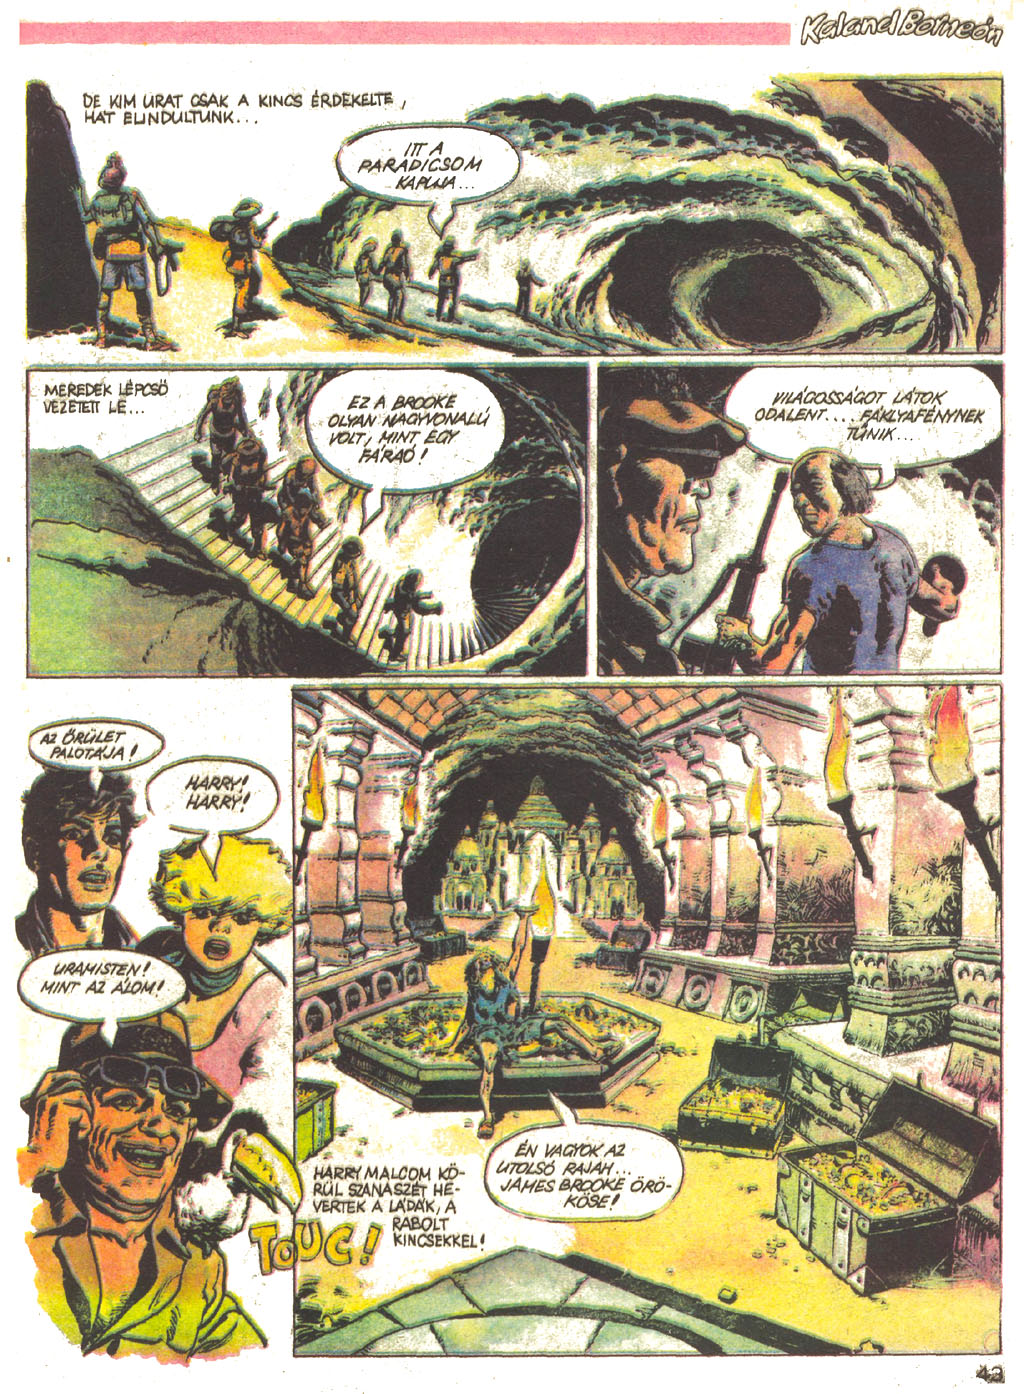 Kaland Borneón
DE KIM URAT CSAK A KINCS ÉRDEKELTE,
HÁT ELINDULTUNK...
ITT A
PARADICSOM
KAPUJA...
MEREDEK LÉPCSŐ
VEZETETT LE...
EZ A BROOKE
OLYAN NAGYVONALÚ
VOLT, MINT EGY
FÁRAÓ!
VILÁGOSSÁGOT LÁTOK
ODALENT.... FÁKLYAFÉNYNEK
TŰNIK...
AZ ŐRÜLET
PALOTÁJA!
HARRY!
HARRY!
URAMISTEN!
MINT AZ ÁLOM!
TOUC!
HARRY MALCOM KÖ-
RÜL SZANASZÉT HE-
VERTEK A LÁDÁK, A
RABOLT
KINCSEKKEL!
ÉN VAGYOK AZ
UTOLSÓ RAJAH...
JAMES BROOKE ÖRÖ-
KÖSE!
43